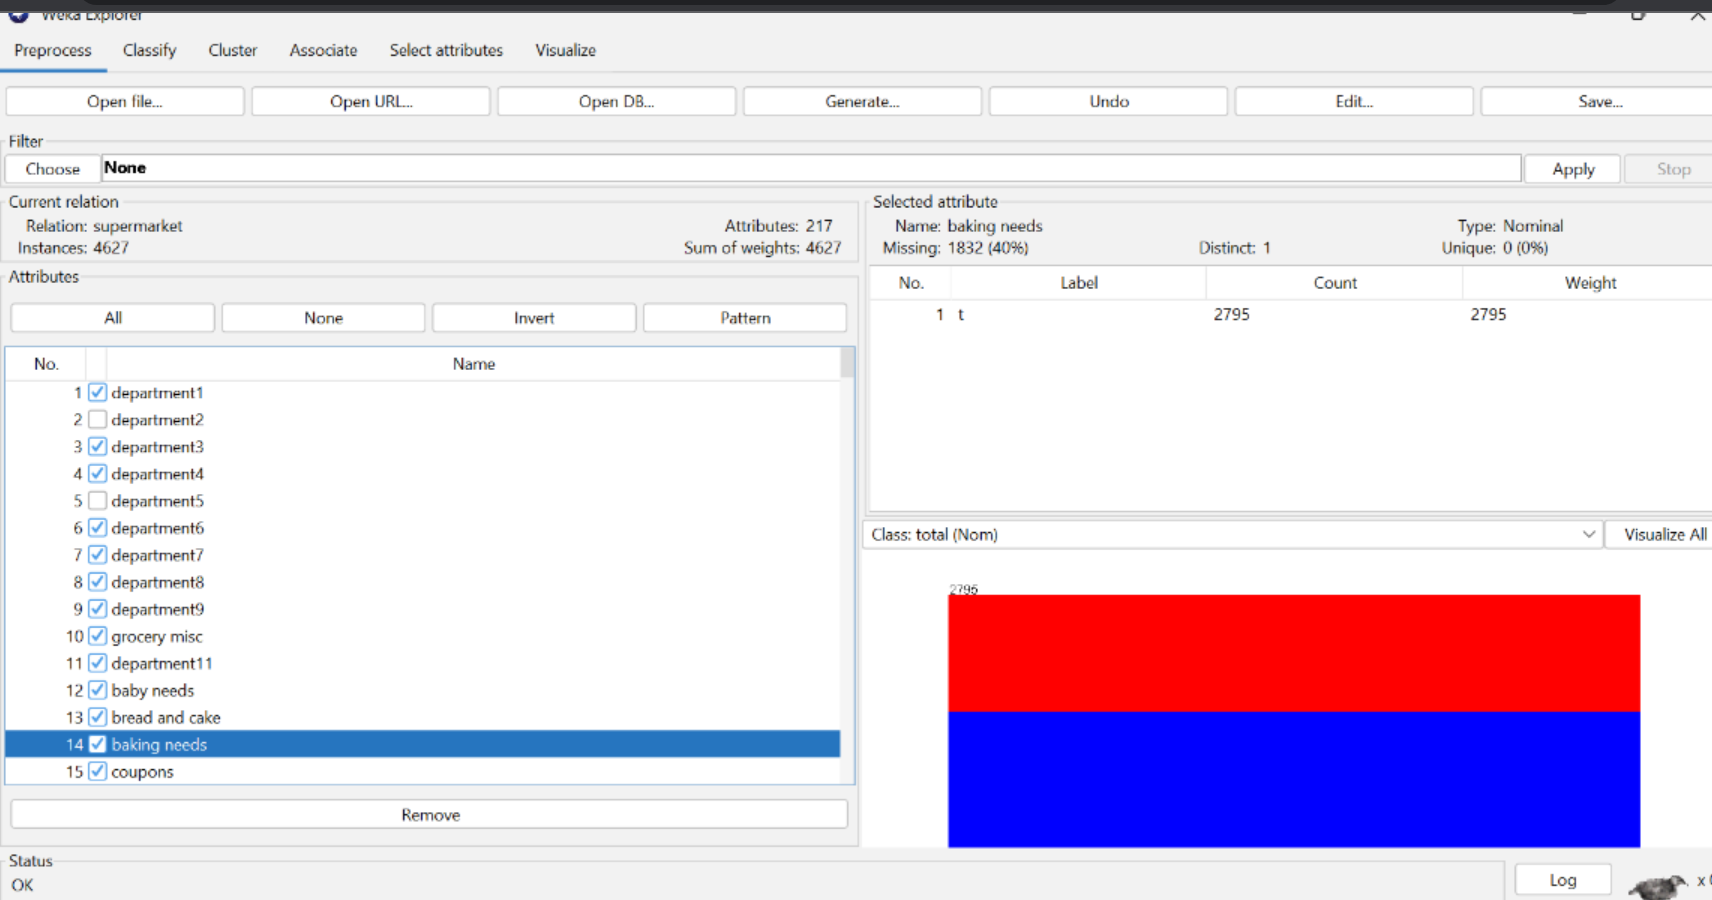 Weka Explorer
Preprocess Classify Cluster Associate Select attributes Visualize
Open file... Open URL... Open DB... Generate... Undo Edit... Save...
Filter
Choose None Apply Stop
Current relation
Relation: supermarket Attributes: 217
Instances: 4627 Sum of weights: 4627
Attributes
All None Invert Pattern
No. Name
1 department1
2 department2
3 department3
4 department4
5 department5
6 department6
7 department7
8 department8
9 department9
10 grocery misc
11 department11
12 baby needs
13 bread and cake
14 baking needs
15 coupons
Remove
Selected attribute
Name: baking needs Type: Nominal
Missing: 1832 (40%) Distinct: 1 Unique: 0 (0%)
No. Label Count Weight
1 t 2795 2795
Class: total (Nom) Visualize All
2795
Status
OK
Log x